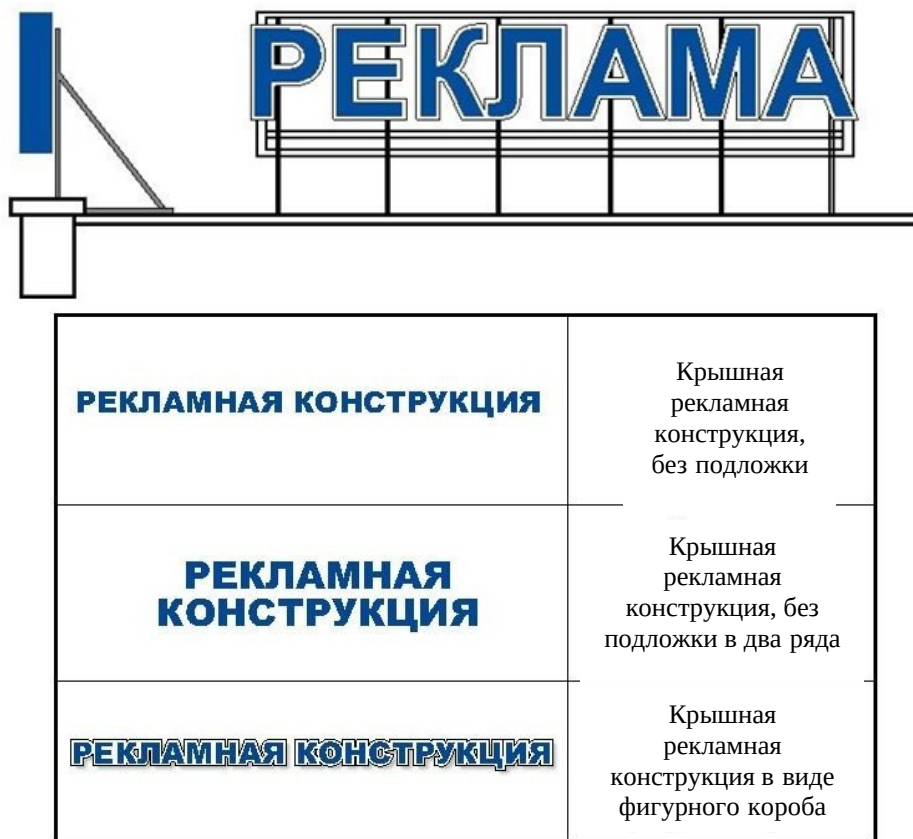 РЕКЛАМА
РЕКЛАМНАЯ КОНСТРУКЦИЯ
Крышная
рекламная
конструкция,
без подложки
РЕКЛАМНАЯ
КОНСТРУКЦИЯ
Крышная
рекламная
конструкция, без
подложки в два ряда
РЕКЛАМНАЯ КОНСТРУКЦИЯ
Крышная
рекламная
конструкция в виде
фигурного короба